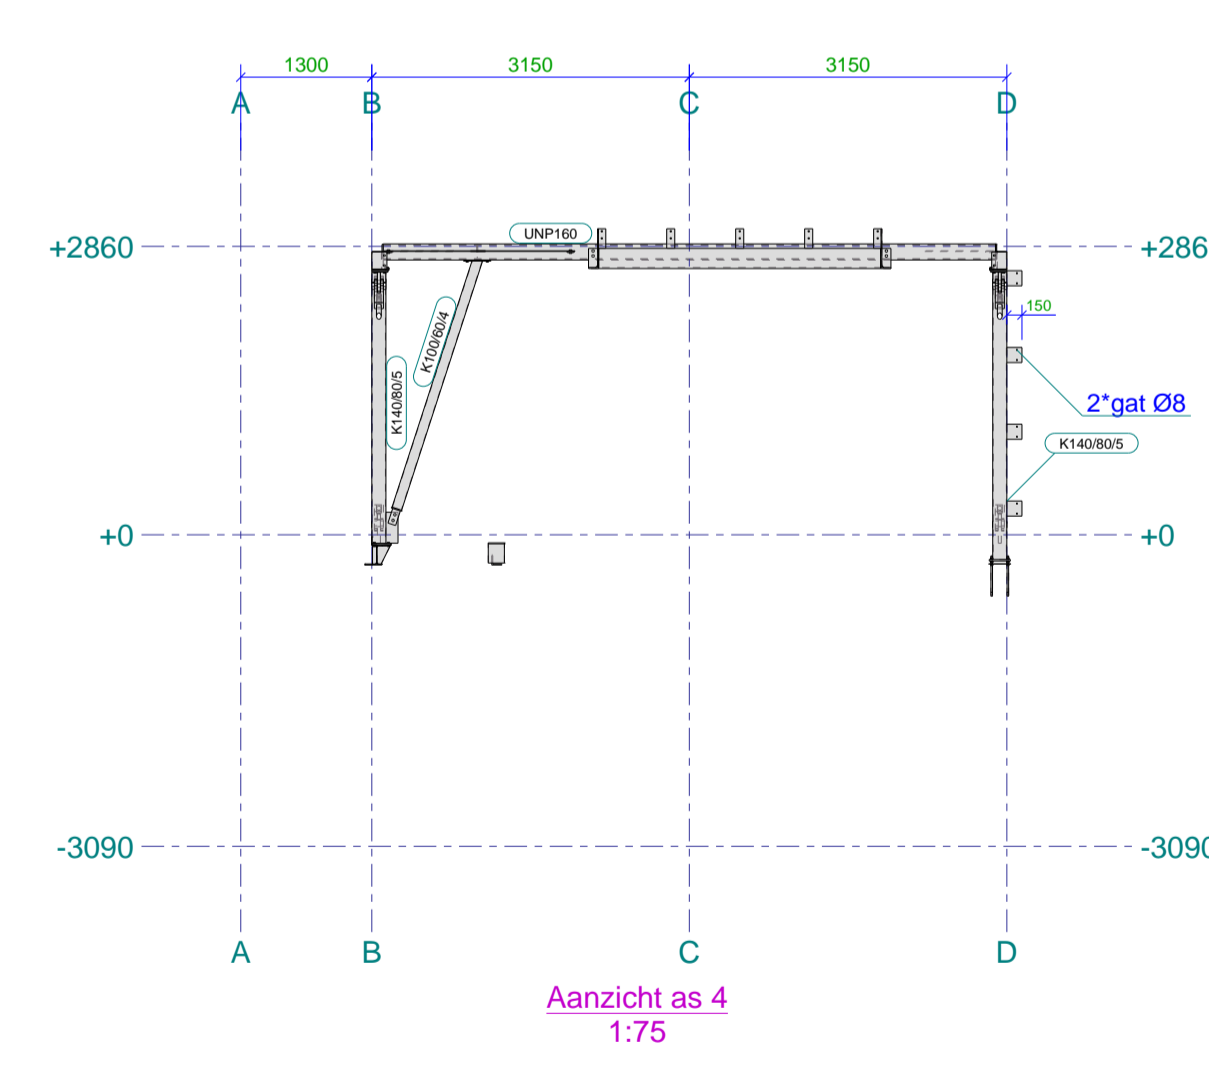 1300 3150 3150
A B C D
UNP160
+2860 +286
150
K100/60/4
K140/80/5
2*gat Ø8
K140/80/5
+0 +0
-3090 -3090
A B C D
Aanzicht as 4
1:75